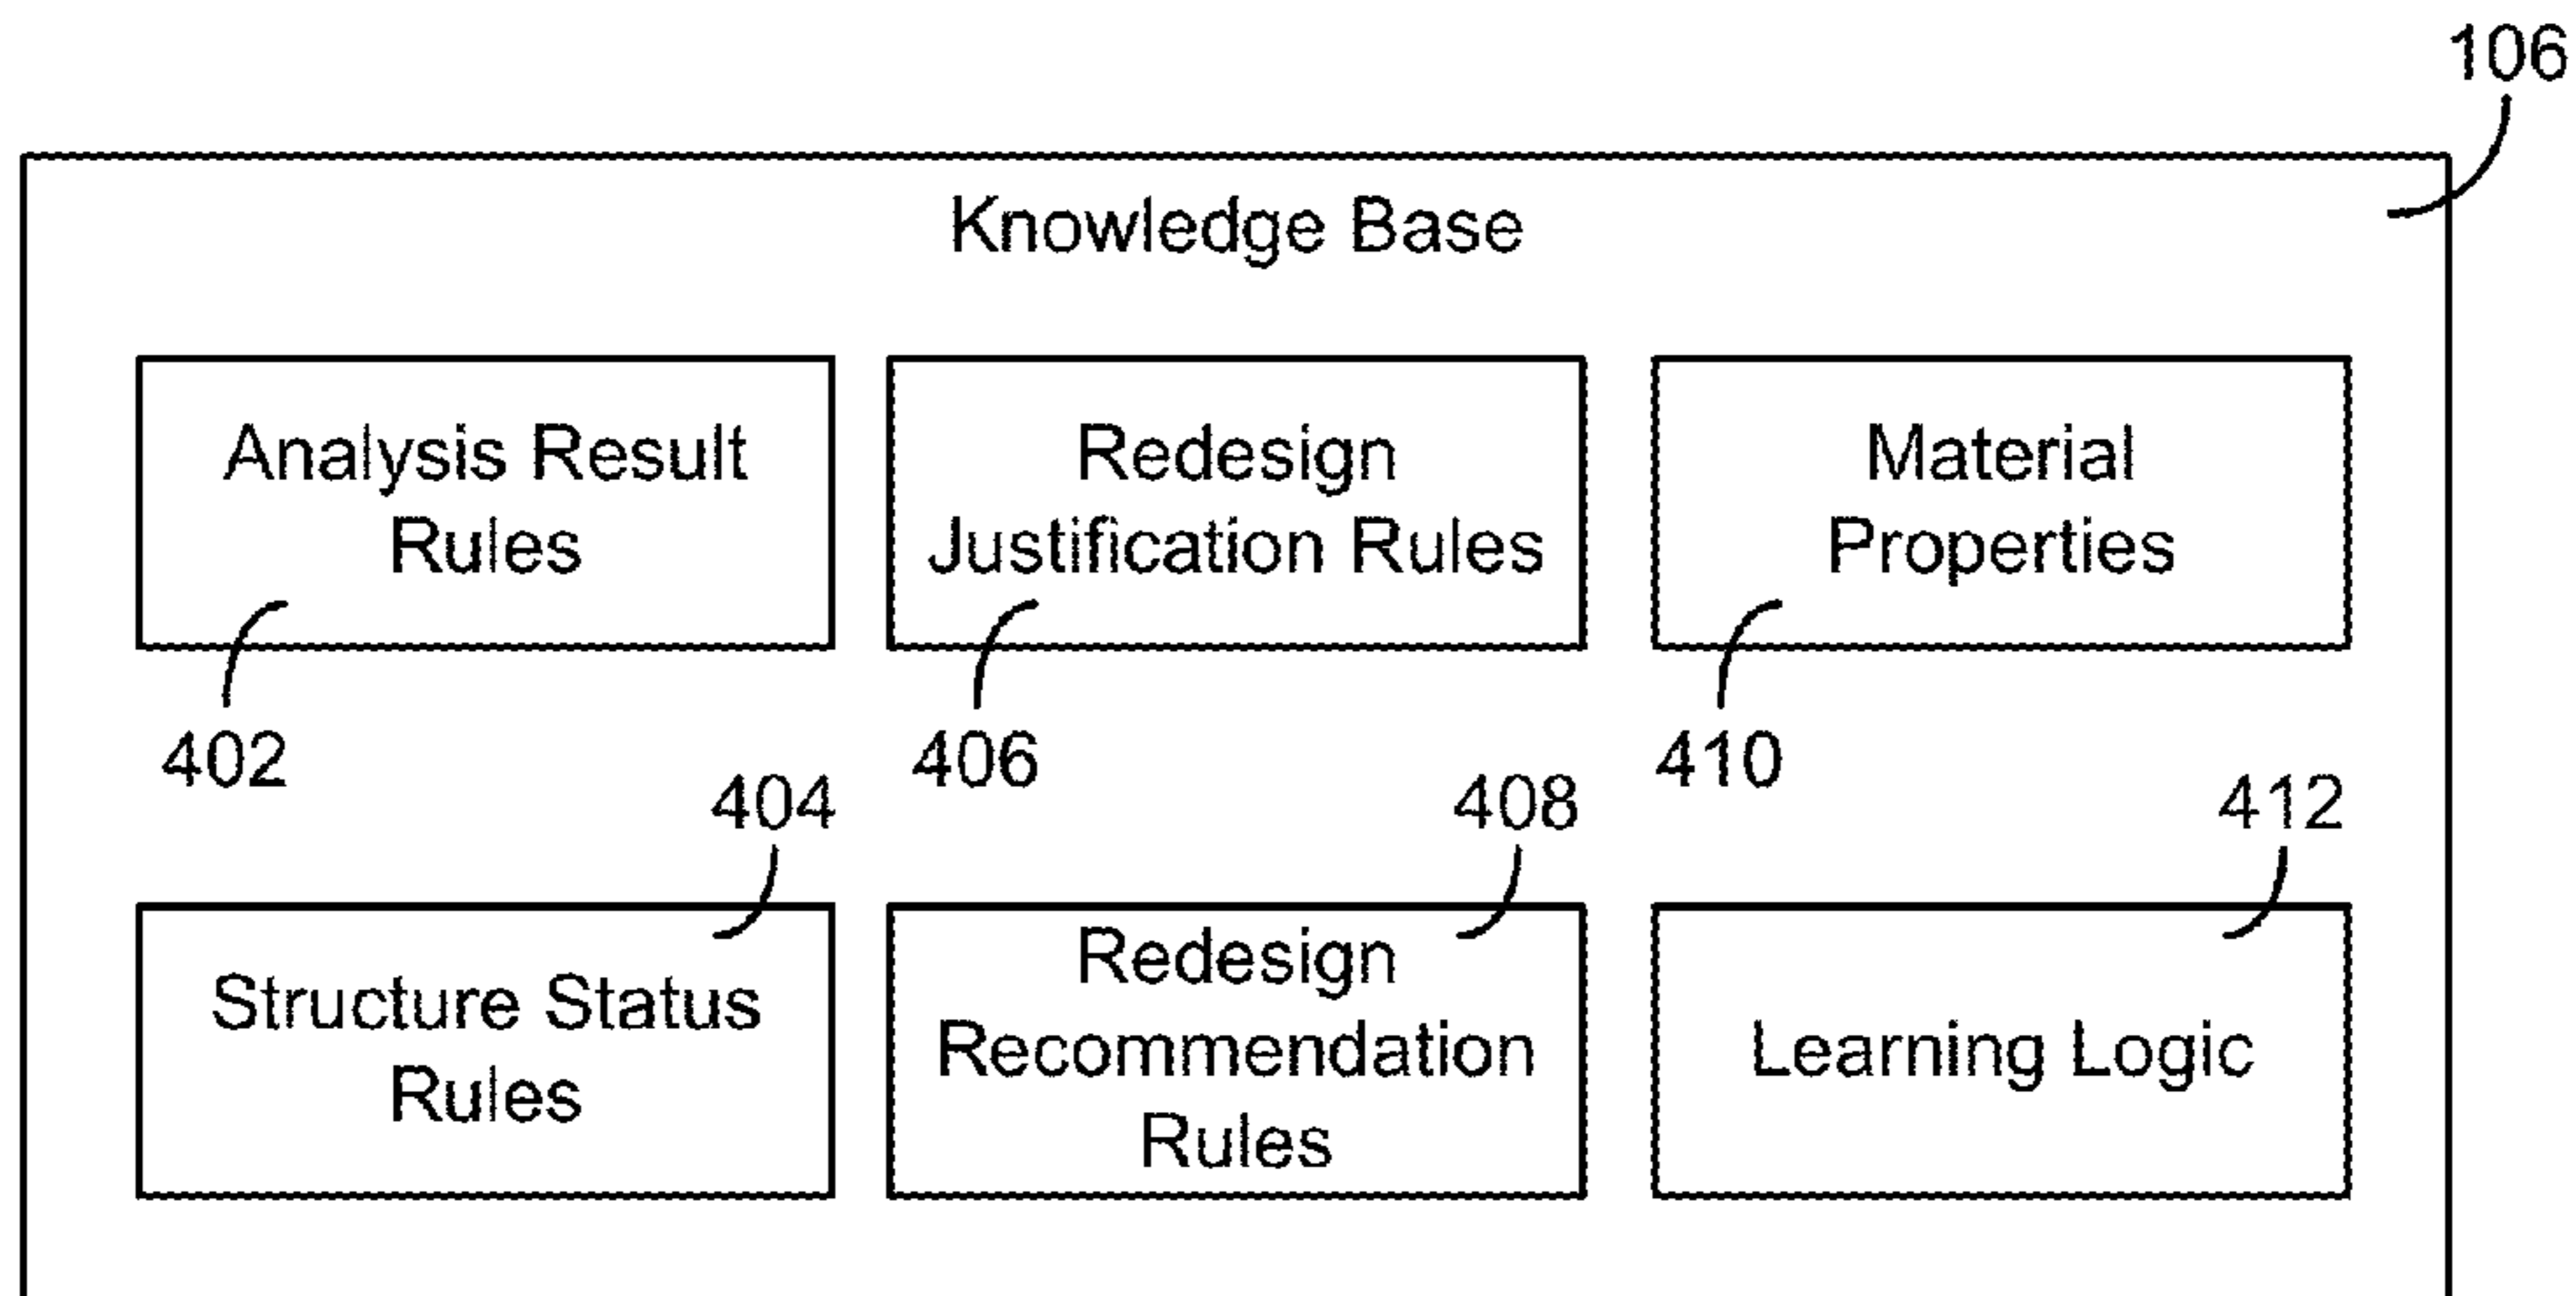 106
Knowledge Base
Analysis Result
Rules
402
Redesign
Justification Rules
406
Material
Properties
410
404
Structure Status
Rules
408
Redesign
Recommendation
Rules
412
Learning Logic